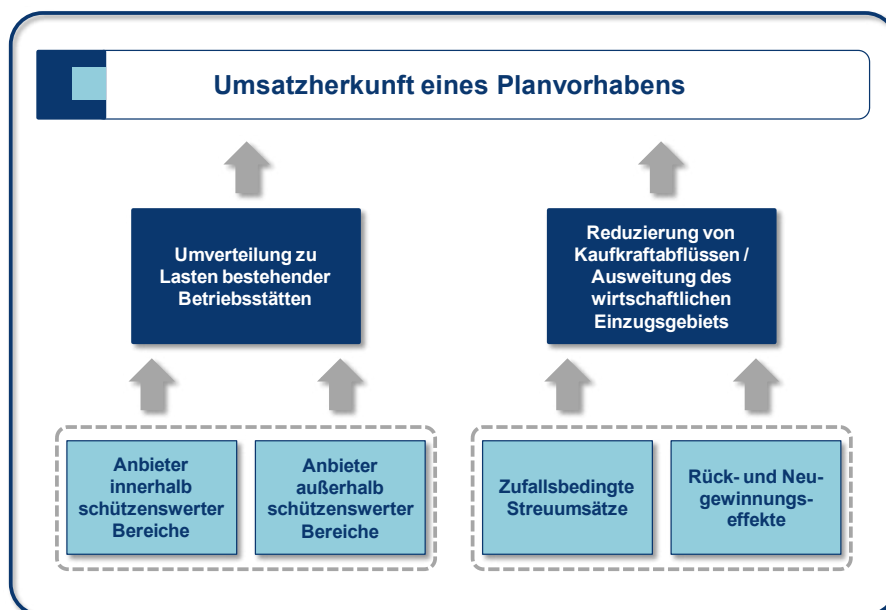 Umsatzherkunft eines Planvorhabens
Umverteilung zu
Lasten bestehender
Betriebsstätten
Reduzierung von
Kaufkraftabflüssen /
Ausweitung des
wirtschaftlichen
Einzugsgebiets
Anbieter
innerhalb
schützenswerter
Bereiche
Anbieter
außerhalb
schützenswerter
Bereiche
Zufallsbedingte
Streuumsätze
Rück- und Neu-
gewinnungs-
effekte